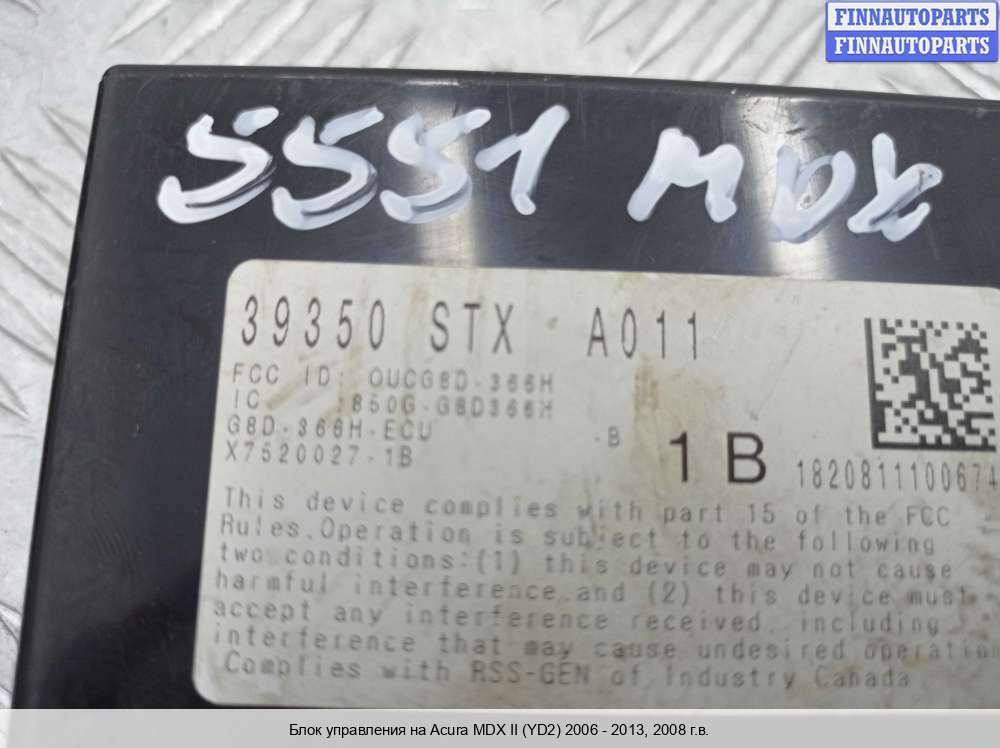 FINNAUTOPARTS
FINNAUTOPARTS
5551 MDX
39350 STX A011
FCC ID: OUCG8D-366H
IC :850G-G8D366H
G8D-366H-ECU -B
X7520027-1B
1B
1820811100674
This device complies with part 15 of the FCC
Rules.Operation is subject to the following
two conditions:(1) this device may not cause
harmful interference,and (2) this device must
accept any interference received, including
interference that may cause undesired operation
Complies with RSS-GEN of Industry Canada
Блок управления на Acura MDX II (YD2) 2006 - 2013, 2008 г.в.